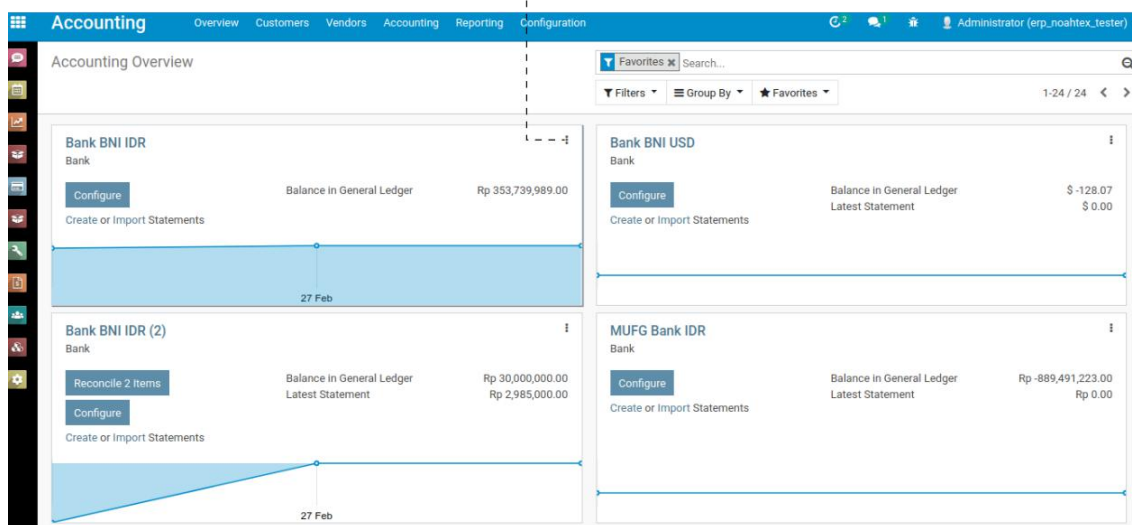 Accounting Overview Customers Vendors Accounting Reporting Configuration 2 1 Administrator (erp_noahtex_tester)
Accounting Overview
Favorites × Search...
Filters Group By Favorites 1-24 / 24
Bank BNI IDR
Bank
Configure
Balance in General Ledger Rp 353,739,989.00
Create or Import Statements
27 Feb
Bank BNI USD
Bank
Configure
Balance in General Ledger $ -128.07
Latest Statement $ 0.00
Create or Import Statements
Bank BNI IDR (2)
Bank
Reconcile 2 Items
Balance in General Ledger Rp 30,000,000.00
Latest Statement Rp 2,985,000.00
Configure
Create or Import Statements
27 Feb
MUFG Bank IDR
Bank
Configure
Balance in General Ledger Rp -889,491,223.00
Latest Statement Rp 0.00
Create or Import Statements